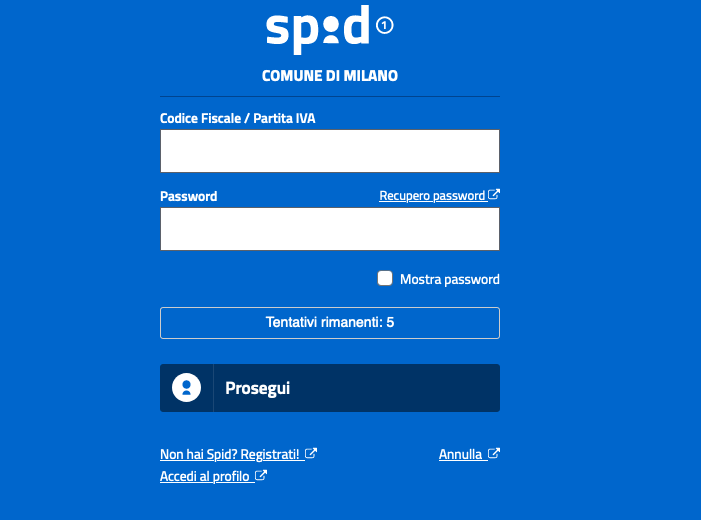 spid 1
COMUNE DI MILANO
Codice Fiscale / Partita IVA
Password Recupero password
Mostra password
Tentativi rimanenti: 5
Prosegui
Non hai Spid? Registrati! Annulla
Accedi al profilo